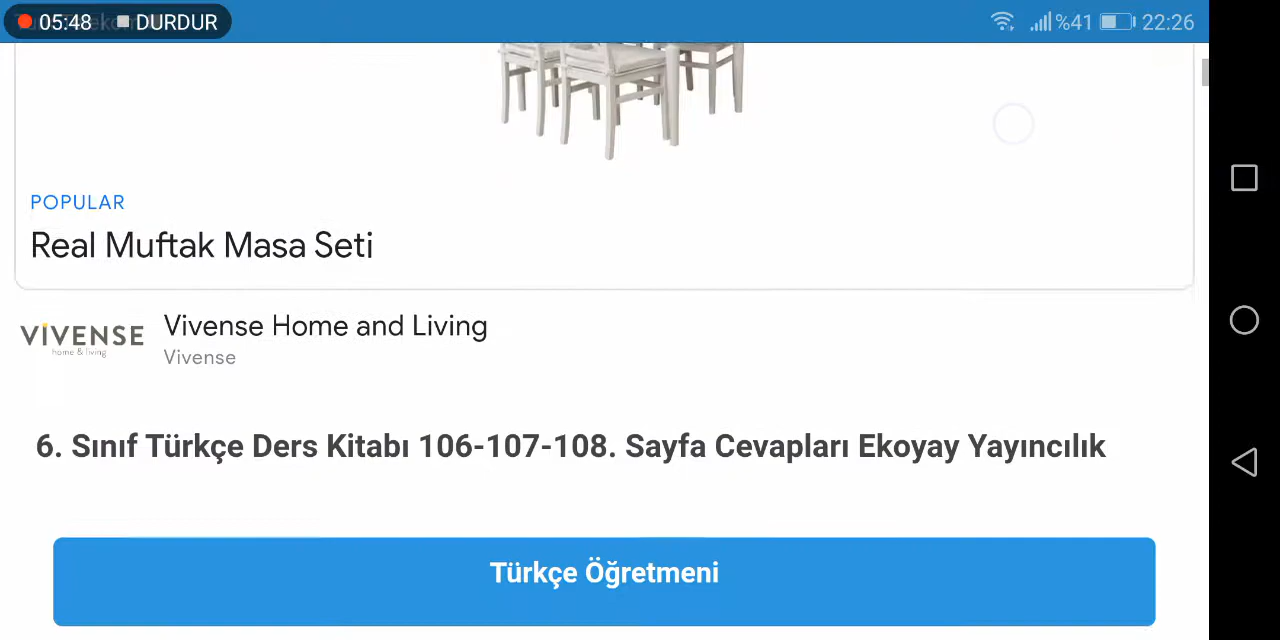 05:48 DURDUR %41 22:26
POPULAR
Real Muftak Masa Seti
VIVENSE
home & living
Vivense Home and Living
Vivense
6. Sınıf Türkçe Ders Kitabı 106-107-108. Sayfa Cevapları Ekoyay Yayıncılık
Türkçe Öğretmeni